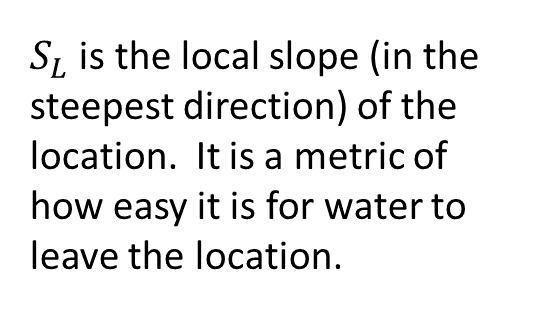 S_L is the local slope (in the
steepest direction) of the
location.  It is a metric of
how easy it is for water to
leave the location.